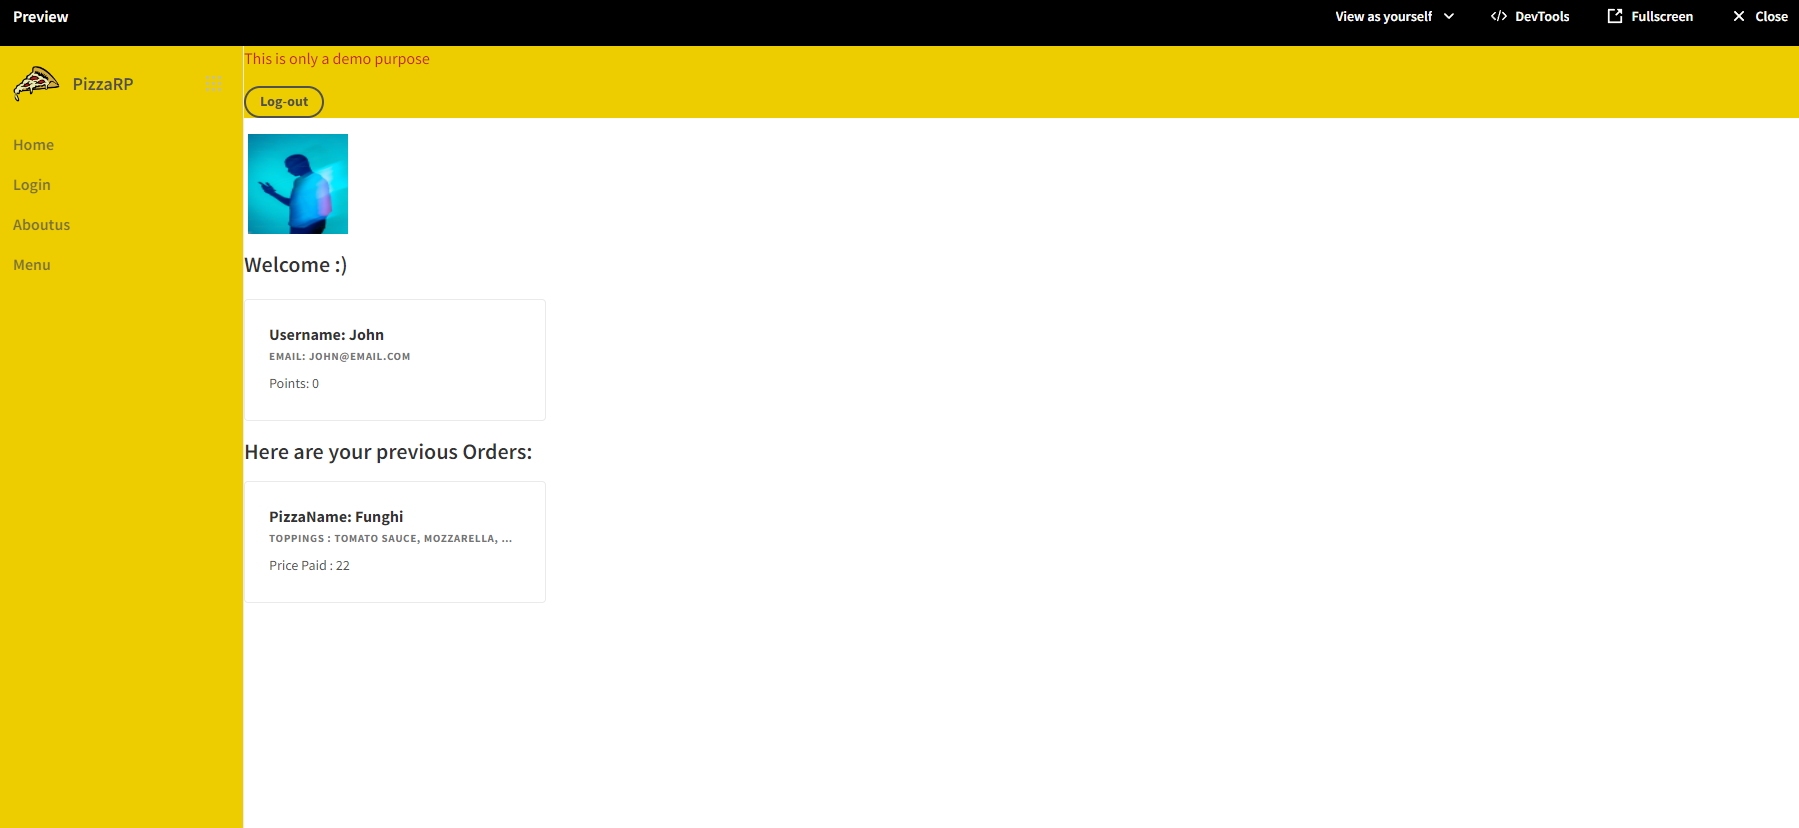 Preview
View as yourself
DevTools
Fullscreen
Close
PizzaRP
Home
Login
Aboutus
Menu
This is only a demo purpose
Log-out
Welcome :)
Username: John
EMAIL: JOHN@EMAIL.COM
Points: 0
Here are your previous Orders:
PizzaName: Funghi
TOPPINGS : TOMATO SAUCE, MOZZARELLA, ...
Price Paid : 22